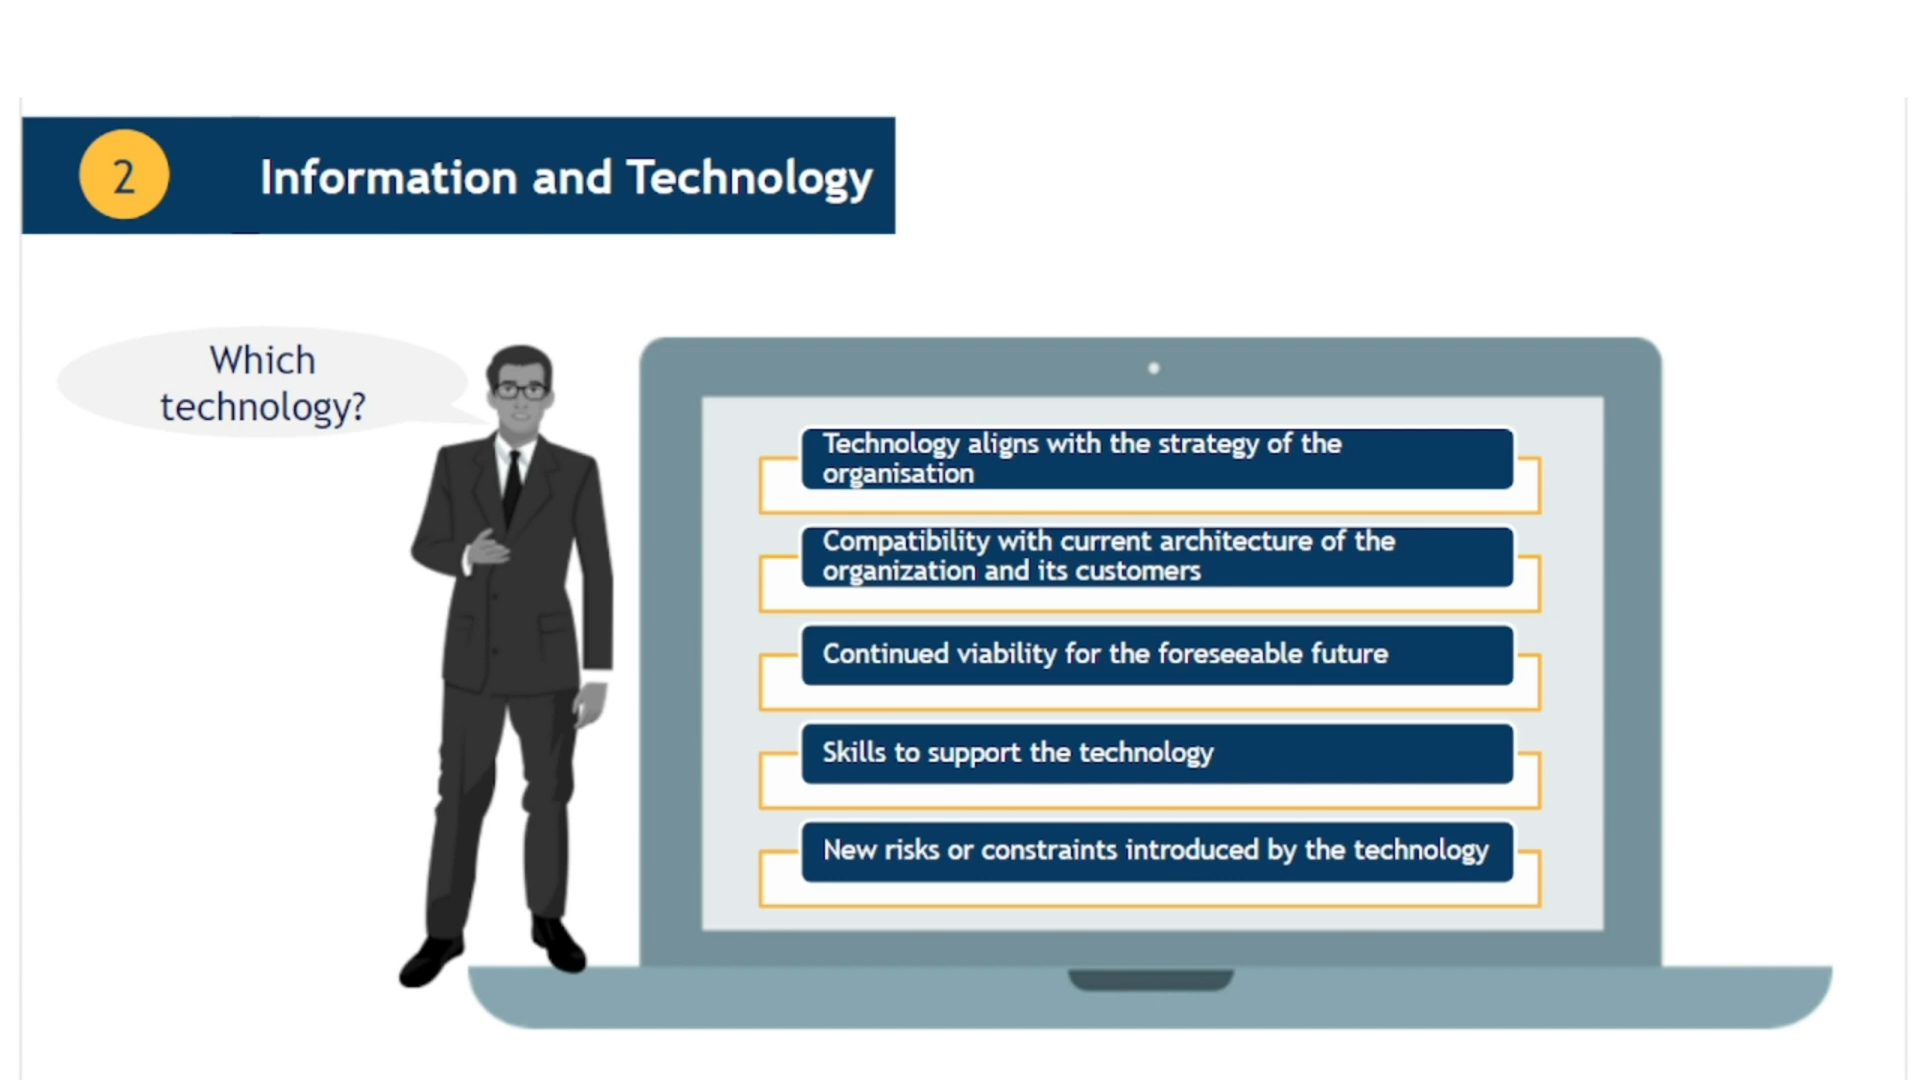 2
Information and Technology
Which
technology?
Technology aligns with the strategy of the
organisation
Compatibility with current architecture of the
organization and its customers
Continued viability for the foreseeable future
Skills to support the technology
New risks or constraints introduced by the technology